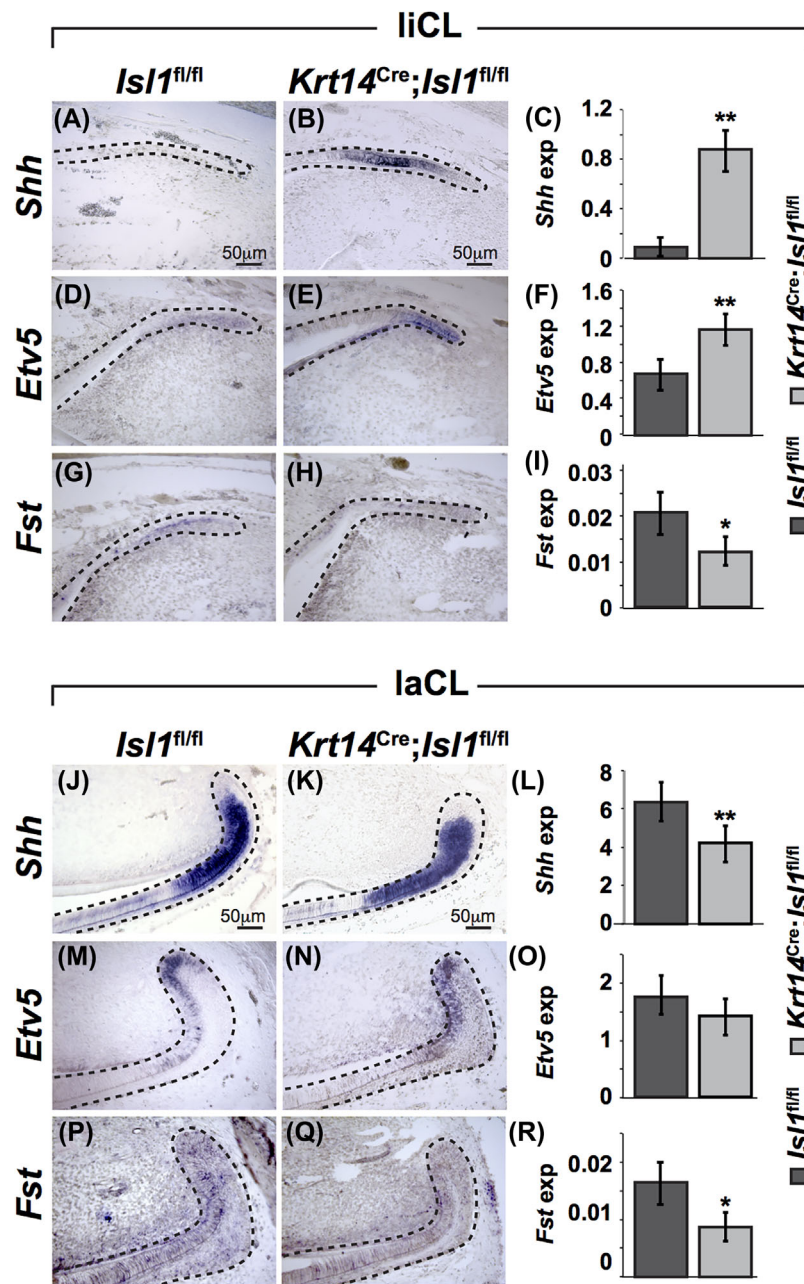 liCL
Isl1fl/fl
Krt14Cre;Isl1fl/fl
Shh
(A)
(B)
50μm
50μm
(C)
Shh exp
1.2
0.8
0.4
0
**
Etv5
(D)
(E)
(F)
Etv5 exp
1.6
1.2
0.8
0.4
0
**
Fst
(G)
(H)
(I)
Fst exp
0.03
0.02
0.01
0
*
Krt14Cre;Isl1fl/fl
Isl1fl/fl
laCL
Isl1fl/fl
Krt14Cre;Isl1fl/fl
Shh
(J)
(K)
50μm
50μm
(L)
Shh exp
8
6
4
2
0
**
Etv5
(M)
(N)
(O)
Etv5 exp
2
1
0
Fst
(P)
(Q)
(R)
Fst exp
0.02
0.01
0
*
Krt14Cre;Isl1fl/fl
Isl1fl/fl